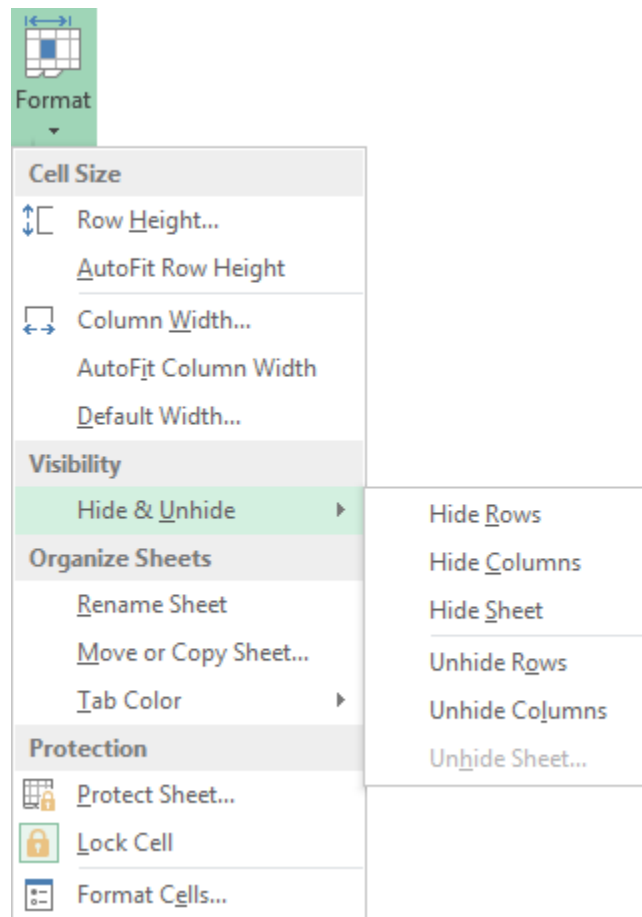 Format
Cell Size
Row Height...
AutoFit Row Height
Column Width...
AutoFit Column Width
Default Width...
Visibility
Hide & Unhide
Hide Rows
Hide Columns
Hide Sheet
Unhide Rows
Unhide Columns
Unhide Sheet...
Organize Sheets
Rename Sheet
Move or Copy Sheet...
Tab Color
Protection
Protect Sheet...
Lock Cell
Format Cells...